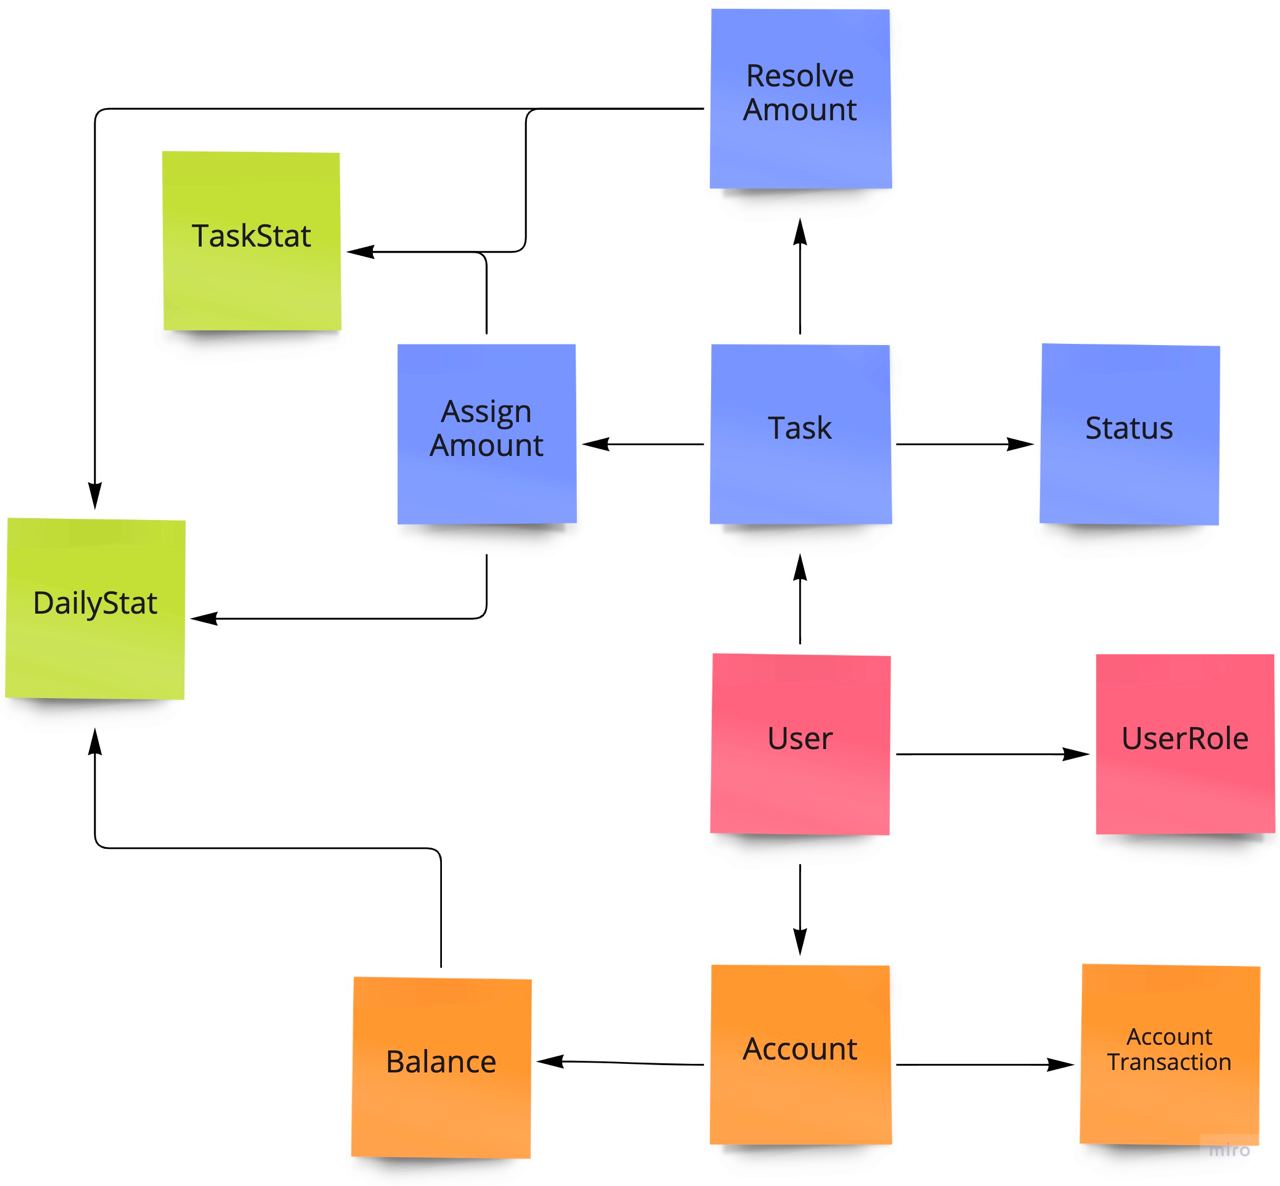 Resolve
Amount
TaskStat
Assign
Amount
Task
Status
DailyStat
User
UserRole
Balance
Account
Account
Transaction
miro